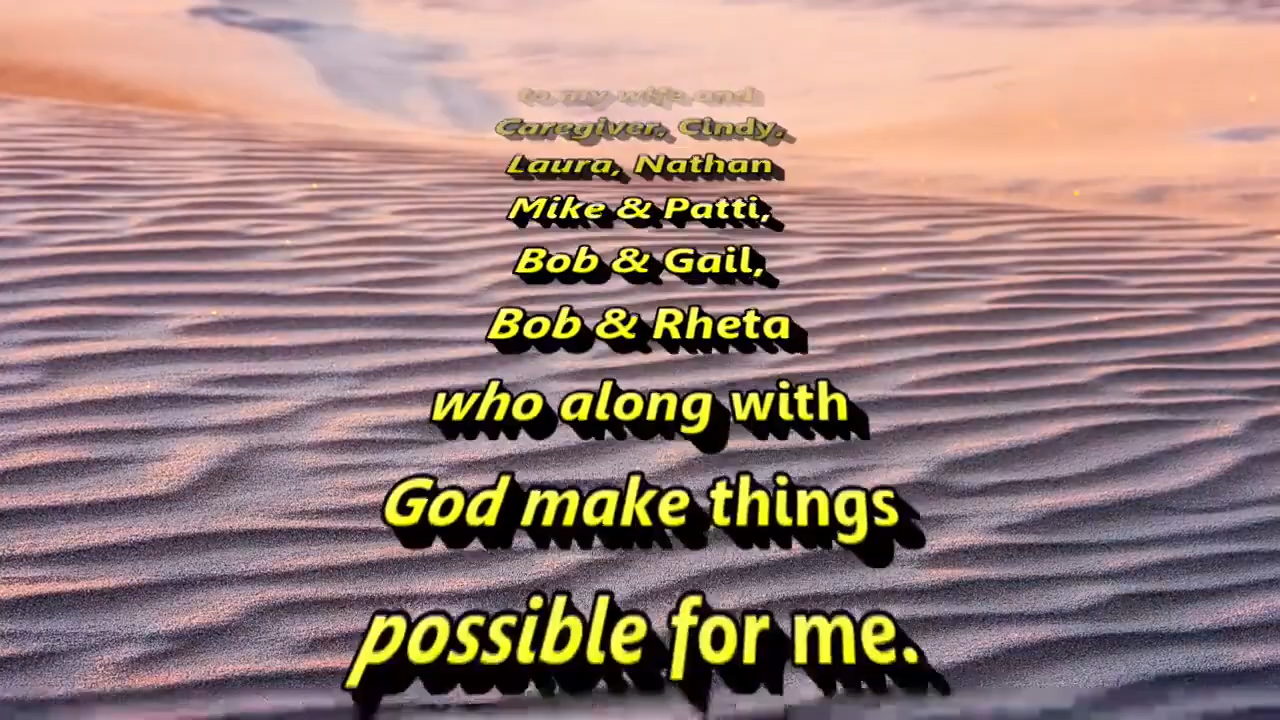 to my wife and
Caregiver, Cindy,
Laura, Nathan
Mike & Patti,
Bob & Gail,
Bob & Rheta
who along with
God make things
possible for me.